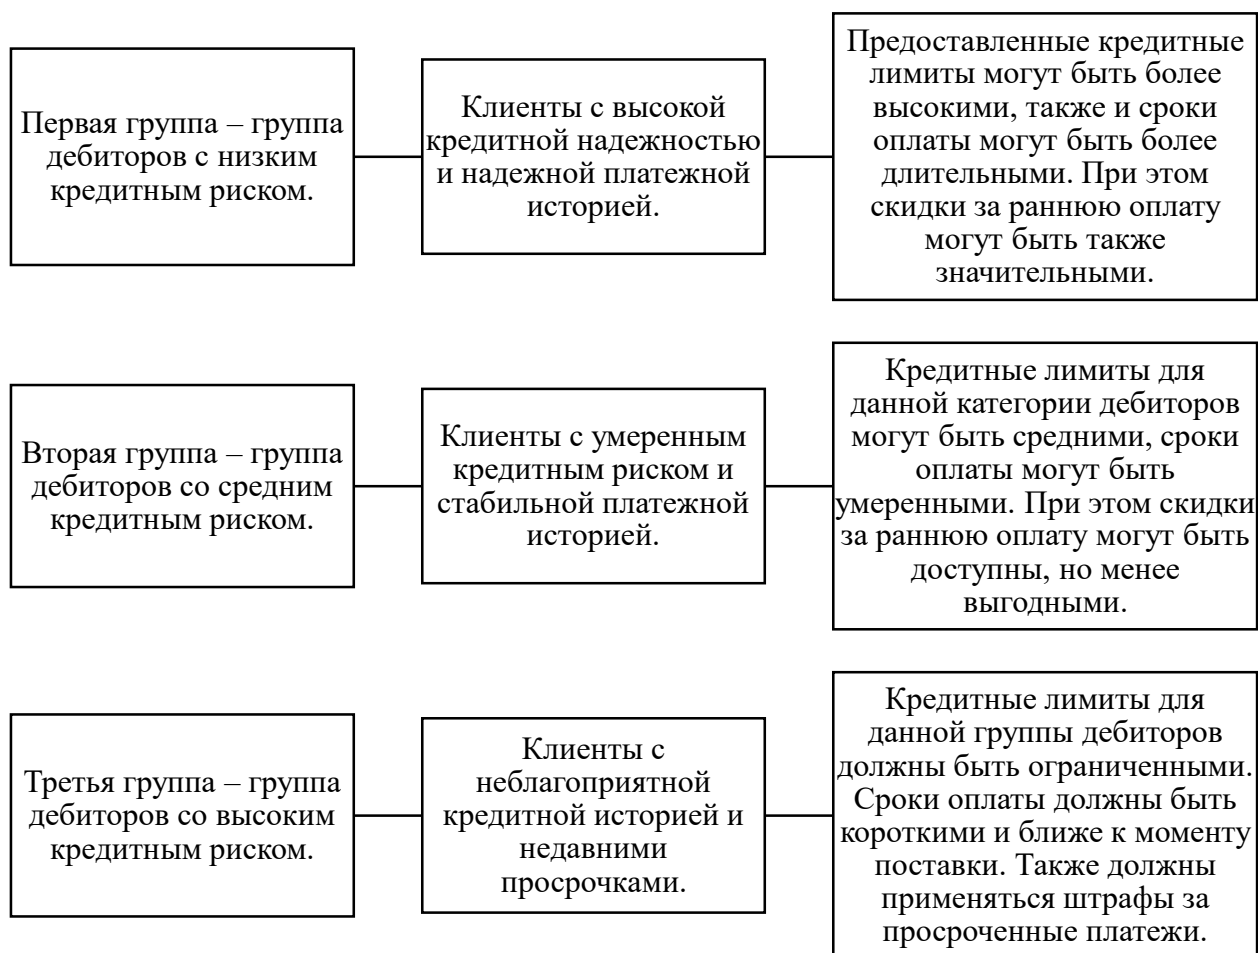 Первая группа – группа
дебиторов с низким
кредитным риском.
Клиенты с высокой
кредитной надежностью
и надежной платежной
историей.
Предоставленные кредитные
лимиты могут быть более
высокими, также и сроки
оплаты могут быть более
длительными. При этом
скидки за раннюю оплату
могут быть также
значительными.
Вторая группа – группа
дебиторов со средним
кредитным риском.
Клиенты с умеренным
кредитным риском и
стабильной платежной
историей.
Кредитные лимиты для
данной категории дебиторов
могут быть средними, сроки
оплаты могут быть
умеренными. При этом скидки
за раннюю оплату могут быть
доступны, но менее
выгодными.
Третья группа – группа
дебиторов со высоким
кредитным риском.
Клиенты с
неблагоприятной
кредитной историей и
недавними
просрочками.
Кредитные лимиты для
данной группы дебиторов
должны быть ограниченными.
Сроки оплаты должны быть
короткими и ближе к моменту
поставки. Также должны
применяться штрафы за
просроченные платежи.